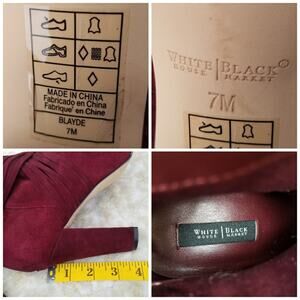 MADE IN CHINA
Fabricado en China
Fabrique' en Chine
BLAYDE
7M
WHITE | BLACK
HOUSE | MARKET
7M
1 2 3 4
WHITE | BLACK
HOUSE | MARKET